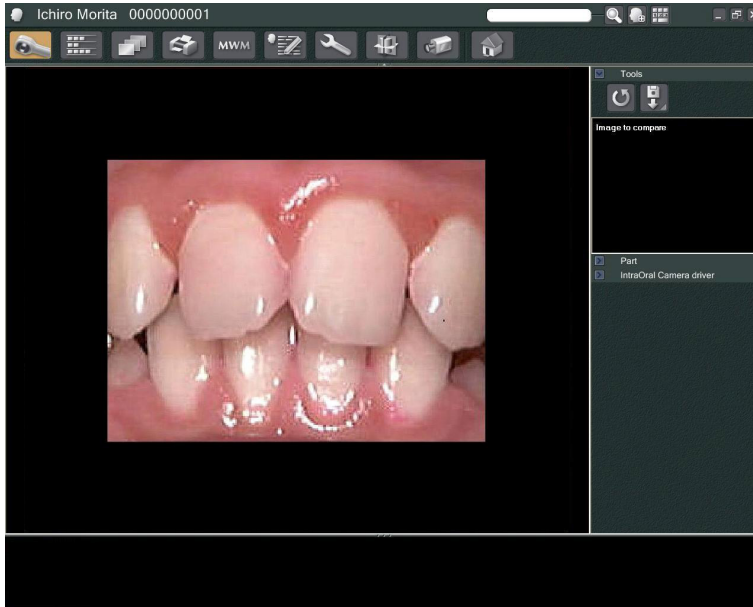 Ichiro Morita 0000000001
MWM
Tools
Image to compare
Part
IntraOral Camera driver